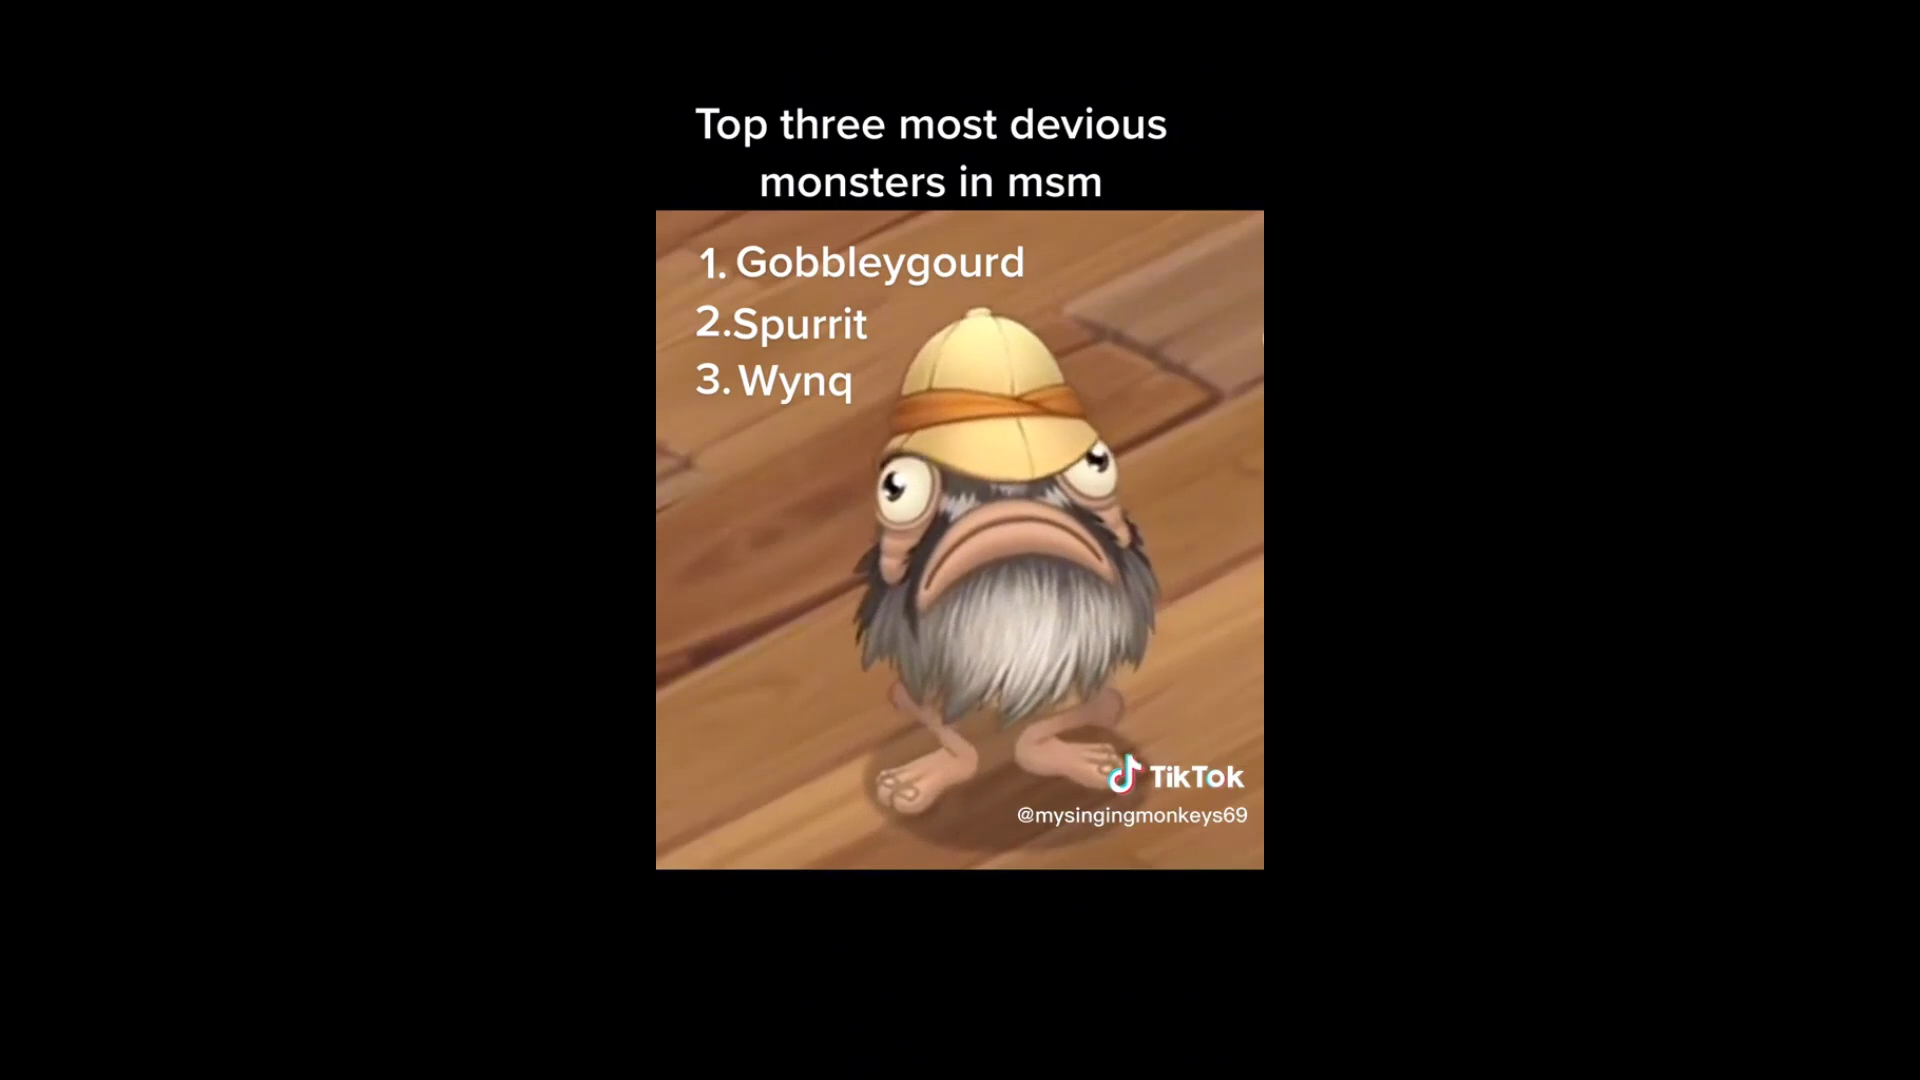 Top three most devious
monsters in msm
1. Gobbleygourd
2.Spurrit
3. Wynq
TikTok
@mysingingmonkeys69